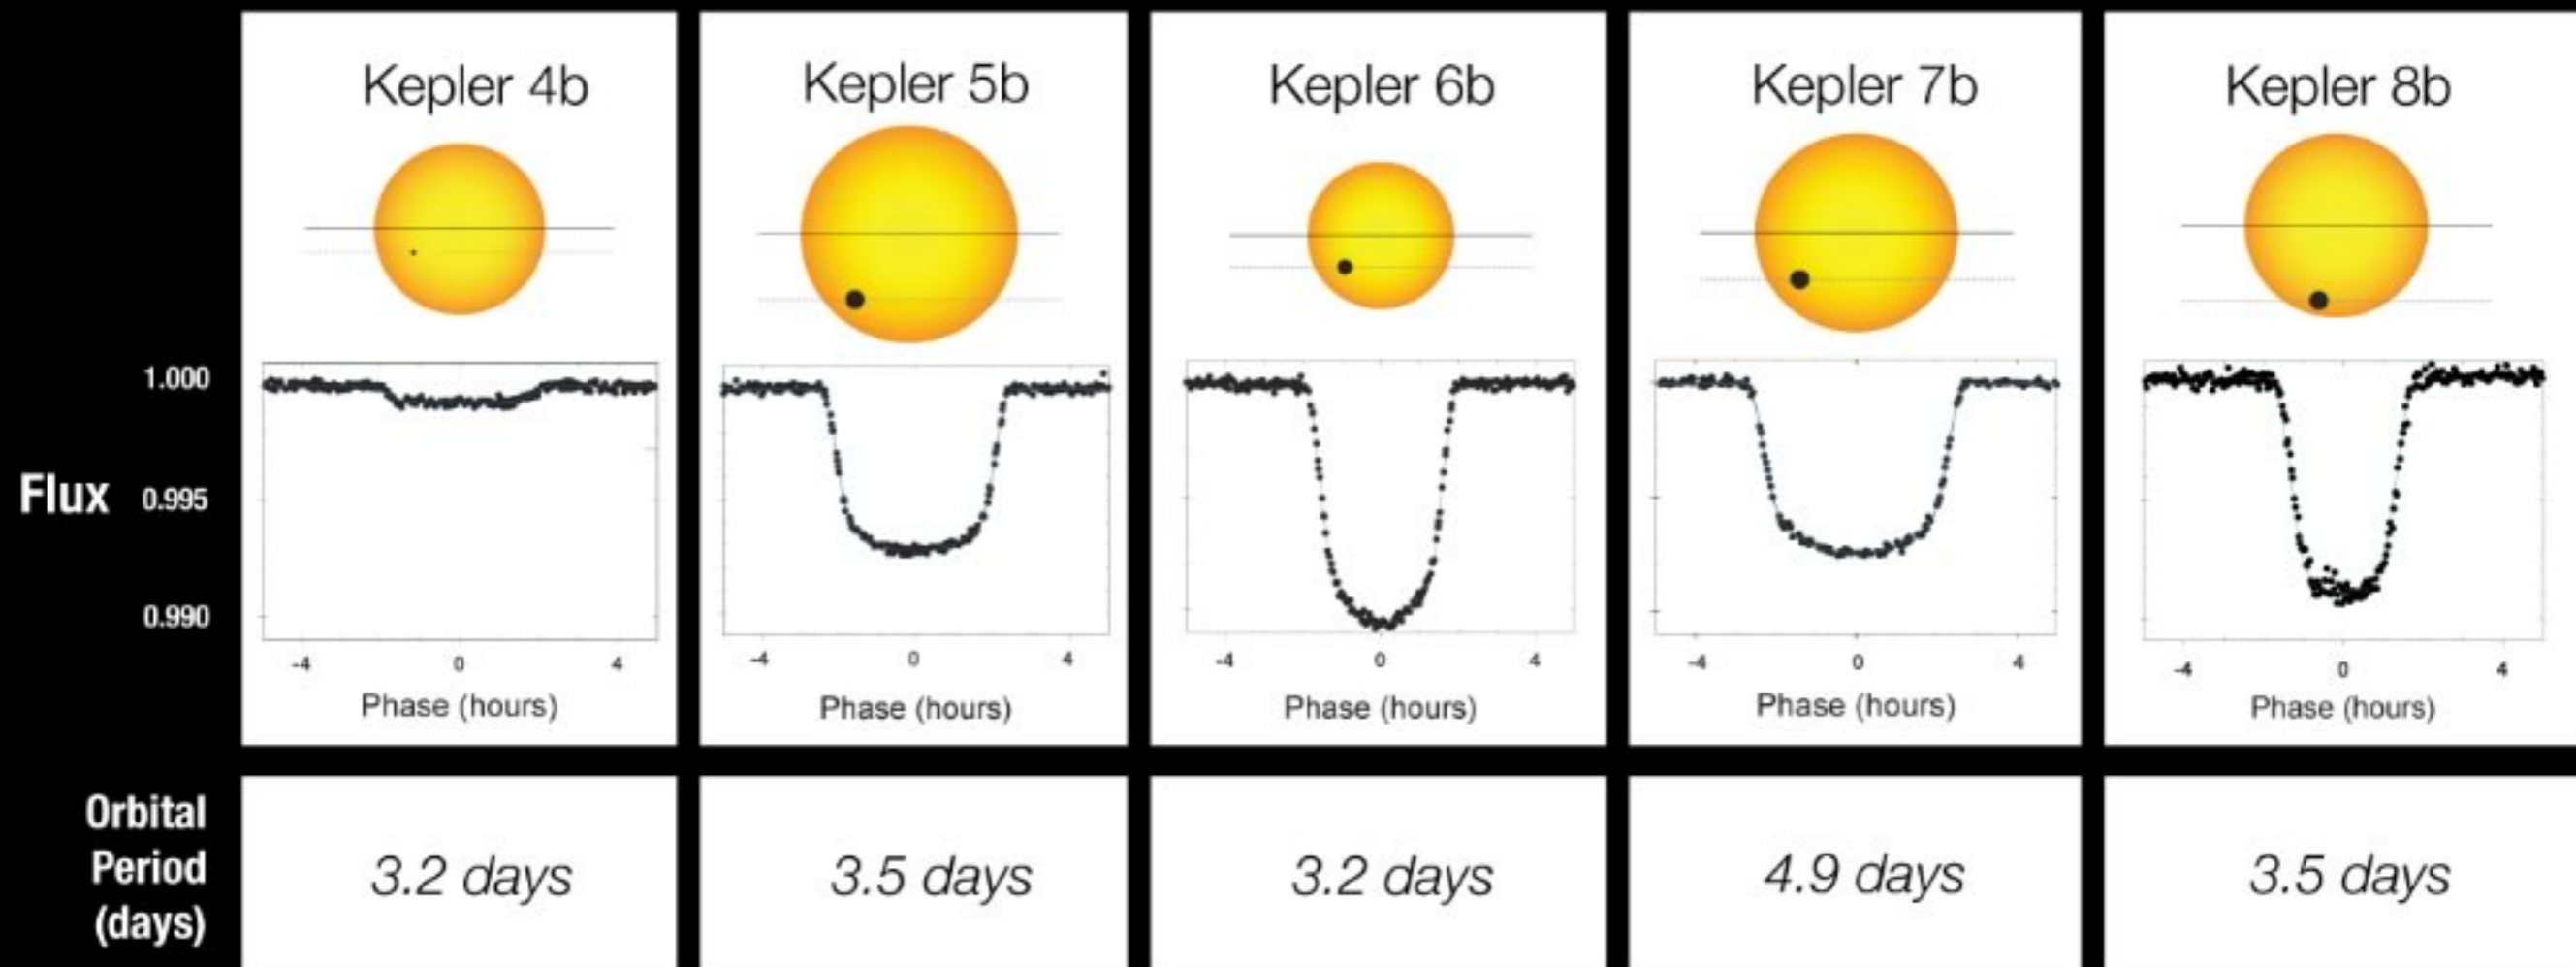 Kepler 4b
Kepler 5b
Kepler 6b
Kepler 7b
Kepler 8b
Flux
1.000
0.995
0.990
-4 0 4
Phase (hours)
-4 0 4
Phase (hours)
-4 0 4
Phase (hours)
-4 0 4
Phase (hours)
-4 0 4
Phase (hours)
Orbital
Period
(days)
3.2 days
3.5 days
3.2 days
4.9 days
3.5 days